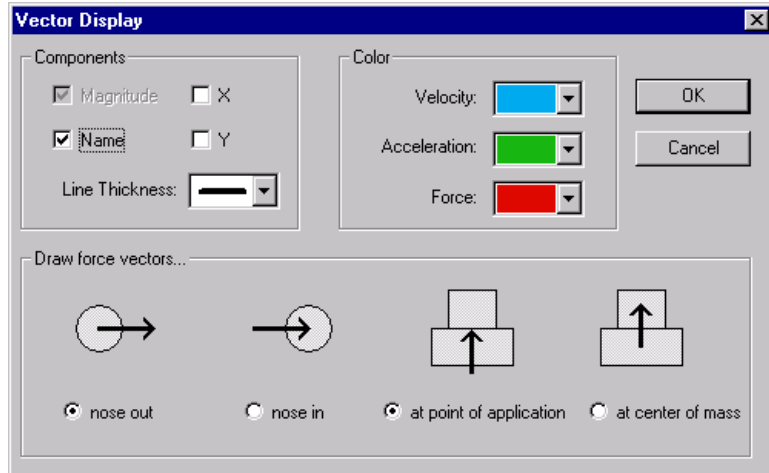 Vector Display
Components
Magnitude X
Name Y
Line Thickness:
Color
Velocity:
Acceleration:
Force:
OK
Cancel
Draw force vectors...
nose out nose in at point of application at center of mass